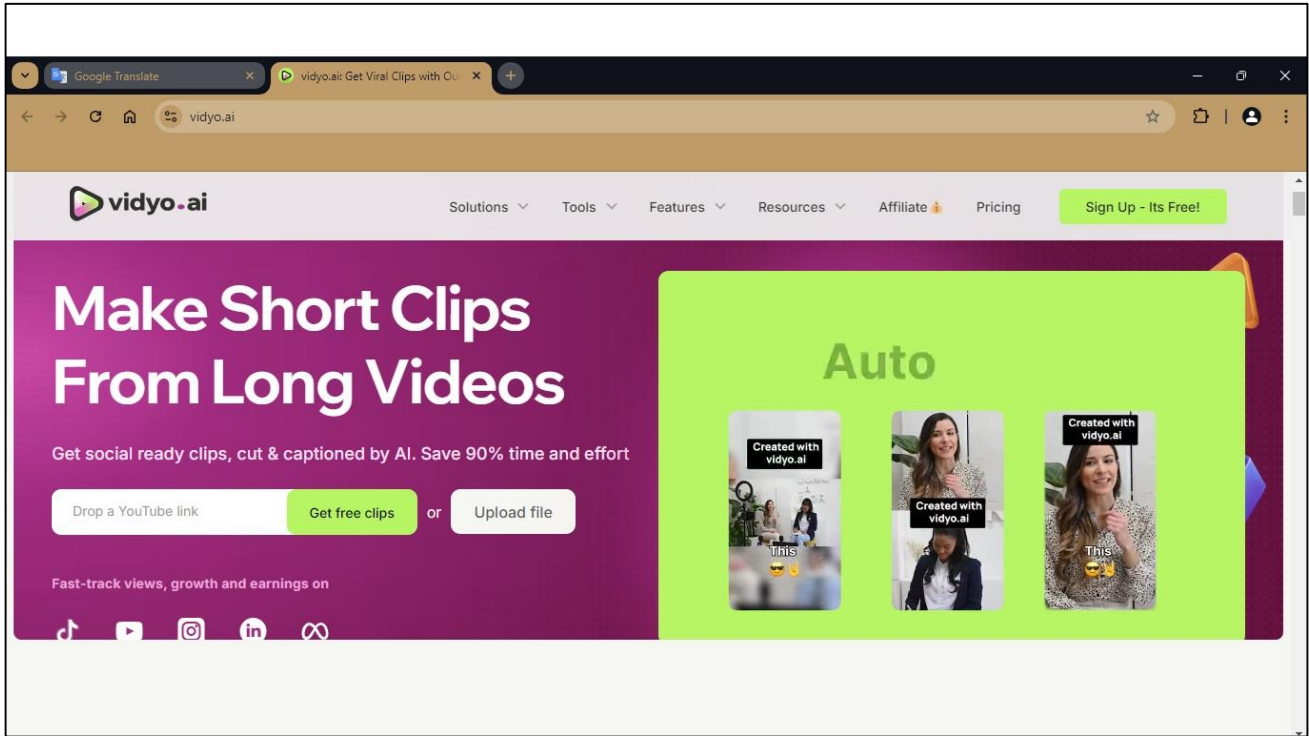 Google Translate
vidyo.ai: Get Viral Clips with Ou
vidyo.ai
vidyo.ai
Solutions
Tools
Features
Resources
Affiliate
Pricing
Sign Up - Its Free!
Make Short Clips
From Long Videos
Get social ready clips, cut & captioned by AI. Save 90% time and effort
Drop a YouTube link
Get free clips
or
Upload file
Fast-track views, growth and earnings on
in
Auto
Created with
vidyo.ai
This
Created with
vidyo.ai
Created with
vidyo.ai
This